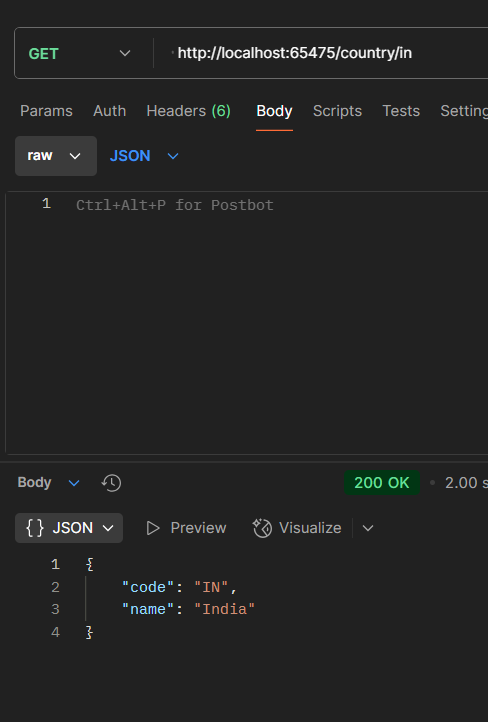 GET http://localhost:65475/country/in
Params Auth Headers (6) Body Scripts Tests Setting
raw JSON
1 Ctrl+Alt+P for Postbot
Body 200 OK • 2.00 s
{ } JSON Preview Visualize
1 {
2 "code": "IN",
3 "name": "India"
4 }